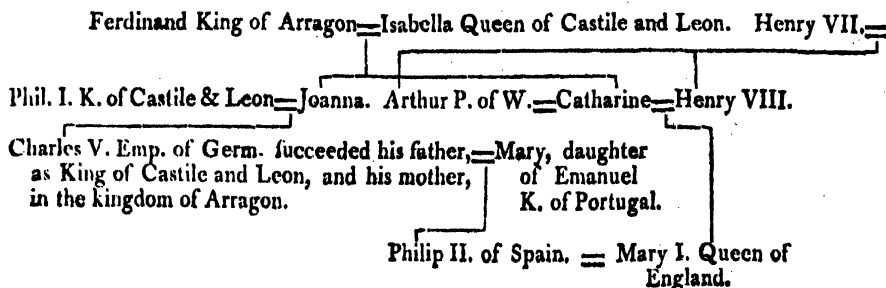 Ferdinand King of Arragon=Isabella Queen of Castile and Leon. Henry VII.=
Phil. I. K. of Castile & Leon=Joanna. Arthur P. of W.=Catharine=Henry VIII.
Charles V. Emp. of Germ. ſucceeded his father,=Mary, daughter
as King of Castile and Leon, and his mother, of Emanuel
in the kingdom of Arragon. K. of Portugal.
Philip II. of Spain. = Mary I. Queen of
England.